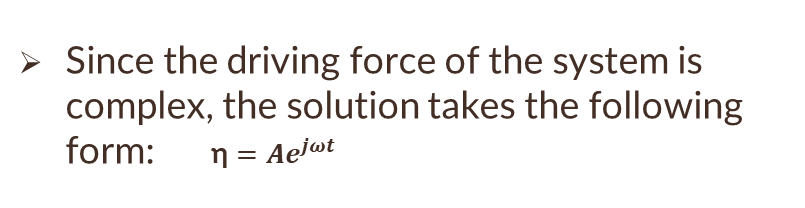 ➢ Since the driving force of the system is
complex, the solution takes the following
form: η = Ae^{jωt}